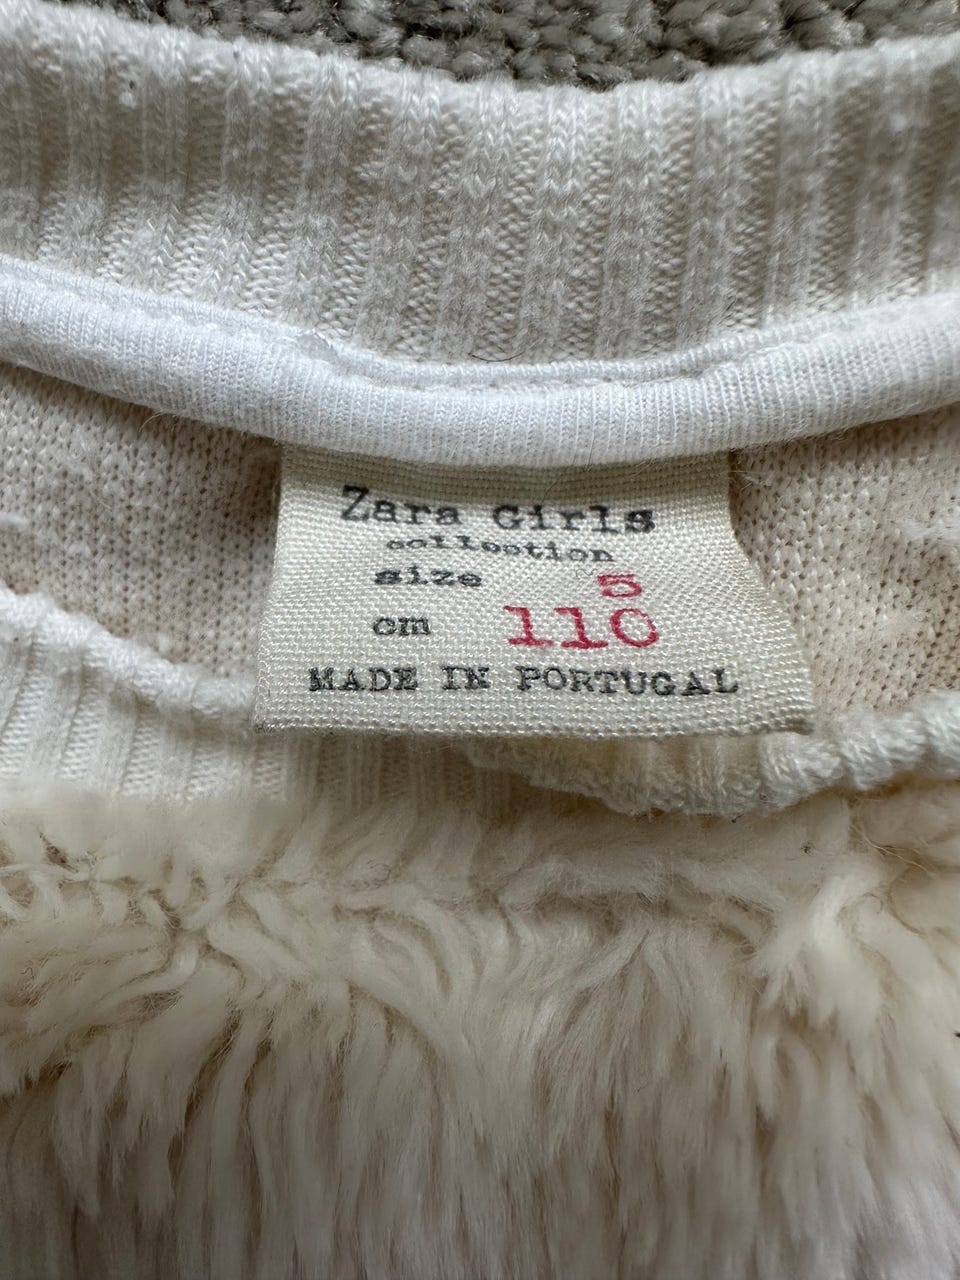 Zara Girls
collection
size 5
cm 110
MADE IN PORTUGAL